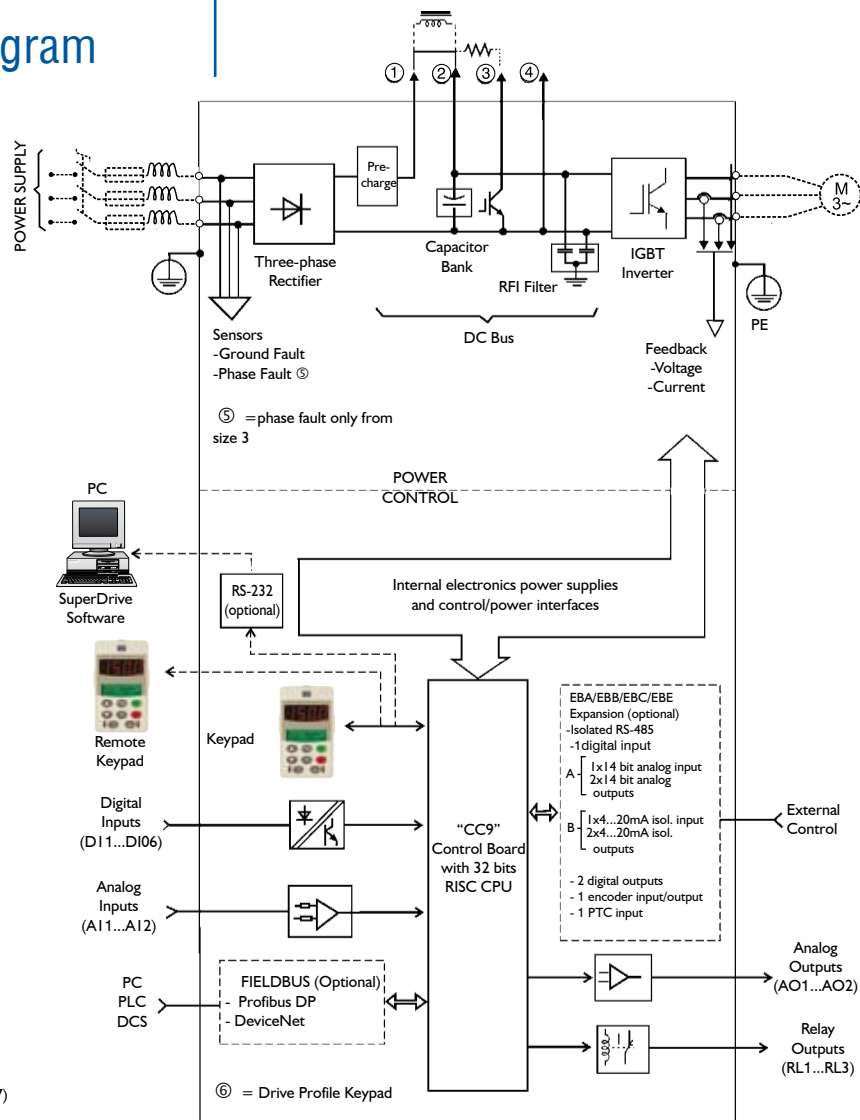 gram
① ② ③ ④
POWER SUPPLY
Pre-
charge
M
3~
Three-phase
Rectifier
Capacitor
Bank
RFI Filter
IGBT
Inverter
PE
DC Bus
Sensors
-Ground Fault
-Phase Fault ⑤
Feedback
-Voltage
-Current
⑤ =phase fault only from
size 3
POWER
CONTROL
PC
SuperDrive
Software
RS-232
(optional)
Internal electronics power supplies
and control/power interfaces
Remote
Keypad
Keypad
"CC9"
Control Board
with 32 bits
RISC CPU
EBA/EBB/EBC/EBE
Expansion (optional)
-Isolated RS-485
-1digital input
A- 1x14 bit analog input
2x14 bit analog
outputs
B- 1x4...20mA isol. input
2x4...20mA isol.
outputs
- 2 digital outputs
- 1 encoder input/output
- 1 PTC input
External
Control
Digital
Inputs
(D11...DI06)
Analog
Inputs
(A11...A12)
PC
PLC
DCS
FIELDBUS (Optional)
- Profibus DP
- DeviceNet
Analog
Outputs
(AO1...AO2)
Relay
Outputs
(RL1...RL3)
⑥ = Drive Profile Keypad